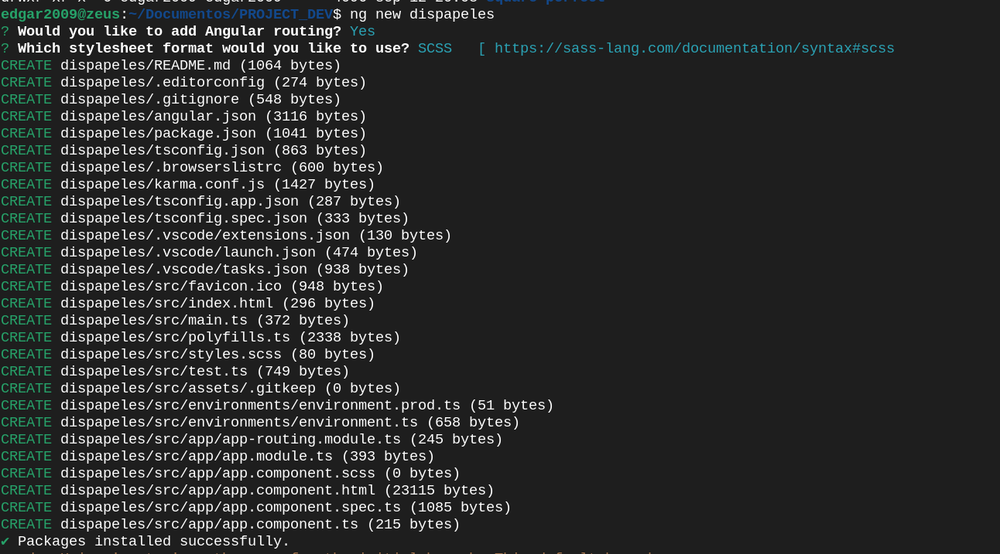 edgar2009@zeus:~/Documentos/PROJECT_DEV$ ng new dispapeles
? Would you like to add Angular routing? Yes
? Which stylesheet format would you like to use? SCSS   [ https://sass-lang.com/documentation/syntax#scss
CREATE dispapeles/README.md (1064 bytes)
CREATE dispapeles/.editorconfig (274 bytes)
CREATE dispapeles/.gitignore (548 bytes)
CREATE dispapeles/angular.json (3116 bytes)
CREATE dispapeles/package.json (1041 bytes)
CREATE dispapeles/tsconfig.json (863 bytes)
CREATE dispapeles/.browserslistrc (600 bytes)
CREATE dispapeles/karma.conf.js (1427 bytes)
CREATE dispapeles/tsconfig.app.json (287 bytes)
CREATE dispapeles/tsconfig.spec.json (333 bytes)
CREATE dispapeles/.vscode/extensions.json (130 bytes)
CREATE dispapeles/.vscode/launch.json (474 bytes)
CREATE dispapeles/.vscode/tasks.json (938 bytes)
CREATE dispapeles/src/favicon.ico (948 bytes)
CREATE dispapeles/src/index.html (296 bytes)
CREATE dispapeles/src/main.ts (372 bytes)
CREATE dispapeles/src/polyfills.ts (2338 bytes)
CREATE dispapeles/src/styles.scss (80 bytes)
CREATE dispapeles/src/test.ts (749 bytes)
CREATE dispapeles/src/assets/.gitkeep (0 bytes)
CREATE dispapeles/src/environments/environment.prod.ts (51 bytes)
CREATE dispapeles/src/environments/environment.ts (658 bytes)
CREATE dispapeles/src/app/app-routing.module.ts (245 bytes)
CREATE dispapeles/src/app/app.module.ts (393 bytes)
CREATE dispapeles/src/app/app.component.scss (0 bytes)
CREATE dispapeles/src/app/app.component.html (23115 bytes)
CREATE dispapeles/src/app/app.component.spec.ts (1085 bytes)
CREATE dispapeles/src/app/app.component.ts (215 bytes)
✔ Packages installed successfully.